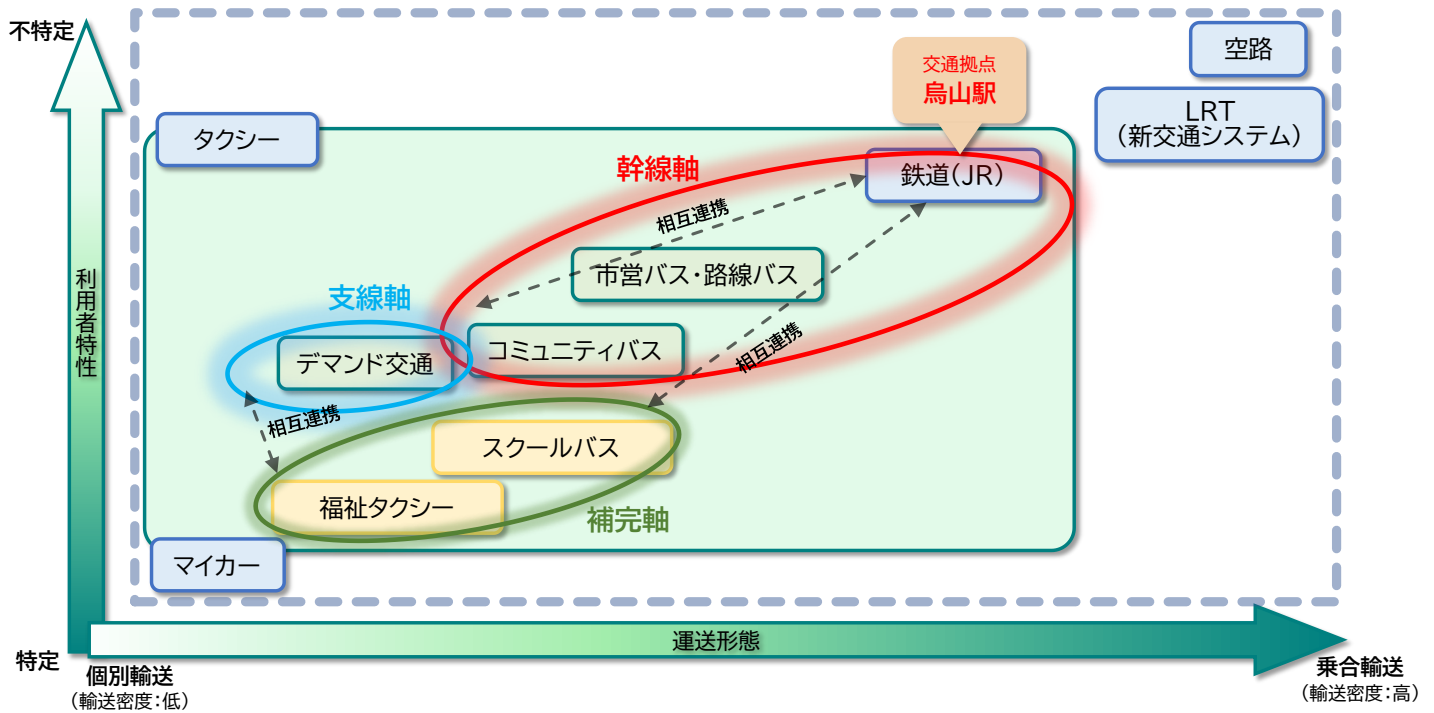 不特定
空路
交通拠点
烏山駅
LRT
（新交通システム）
タクシー
幹線軸
鉄道(JR)
相互連携
市営バス・路線バス
利用者特性
支線軸
コミュニティバス
デマンド交通
相互連携
相互連携
スクールバス
福祉タクシー
補完軸
マイカー
運送形態
特定
個別輸送
（輸送密度：低）
乗合輸送
（輸送密度：高）